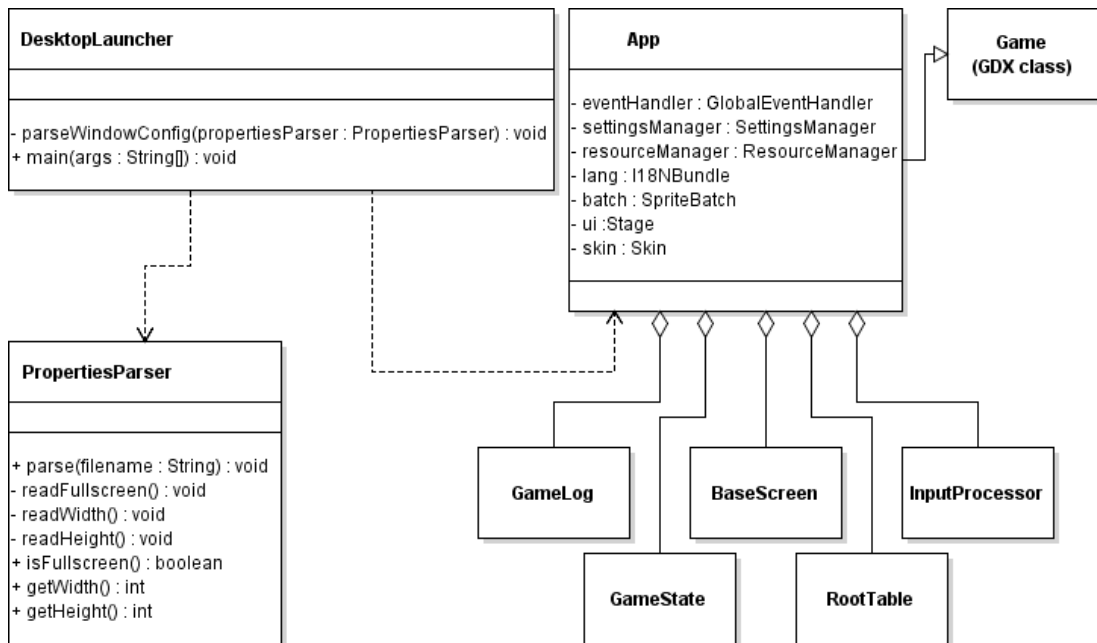 DesktopLauncher
- parseWindowConfig(propertiesParser : PropertiesParser) : void
+ main(args : String[]) : void
App
- eventHandler : GlobalEventHandler
- settingsManager : SettingsManager
- resourceManager : ResourceManager
- lang : I18NBundle
- batch : SpriteBatch
- ui :Stage
- skin : Skin
Game
(GDX class)
PropertiesParser
+ parse(filename : String) : void
- readFullscreen() : void
- readWidth() : void
- readHeight() : void
+ isFullscreen() : boolean
+ getWidth() : int
+ getHeight() : int
GameLog
BaseScreen
InputProcessor
GameState
RootTable